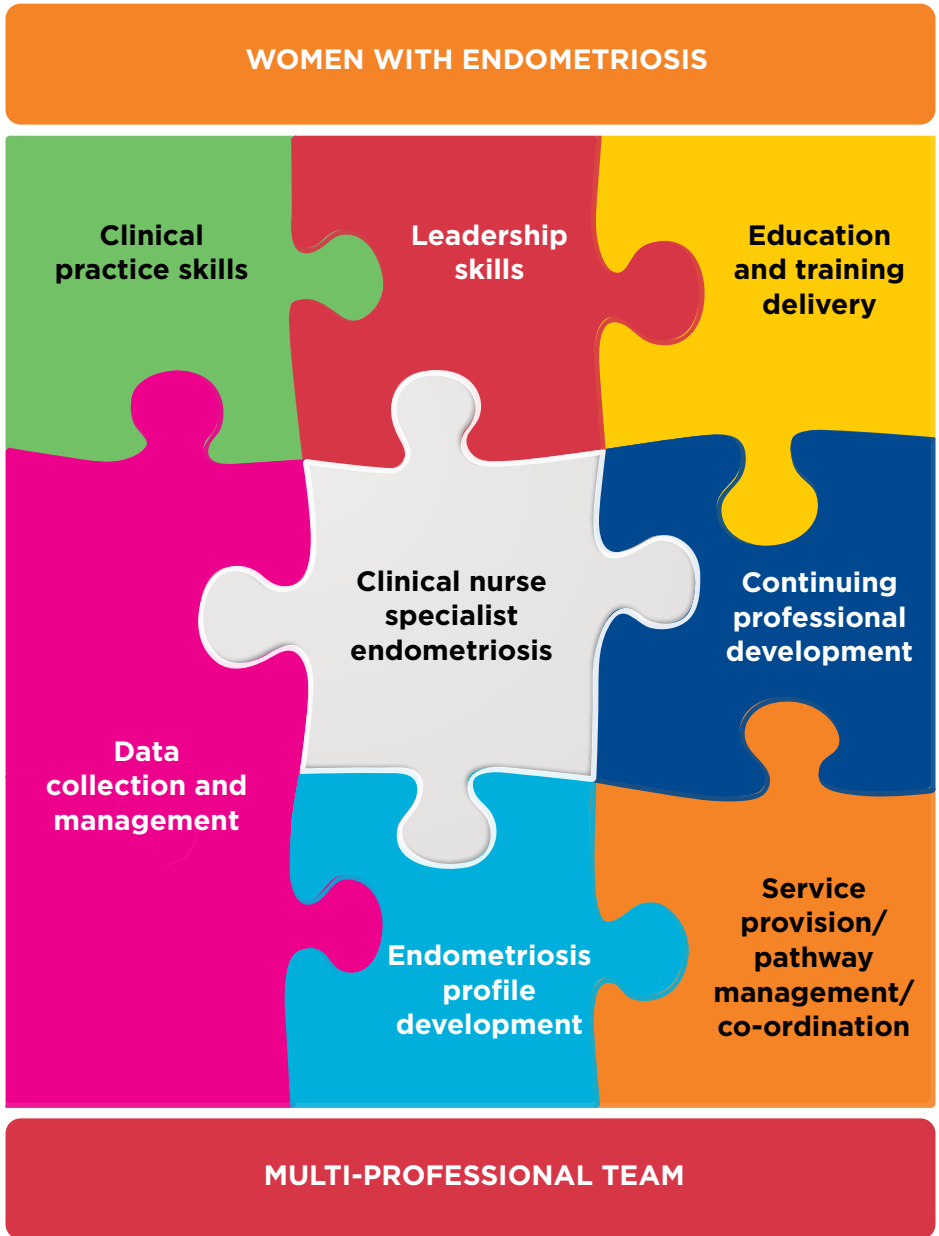 WOMEN WITH ENDOMETRIOSIS
Clinical
practice skills
Leadership
skills
Education
and training
delivery
Clinical nurse
specialist
endometriosis
Continuing
professional
development
Data
collection and
management
Endometriosis
profile
development
Service
provision/
pathway
management/
co-ordination
MULTI-PROFESSIONAL TEAM